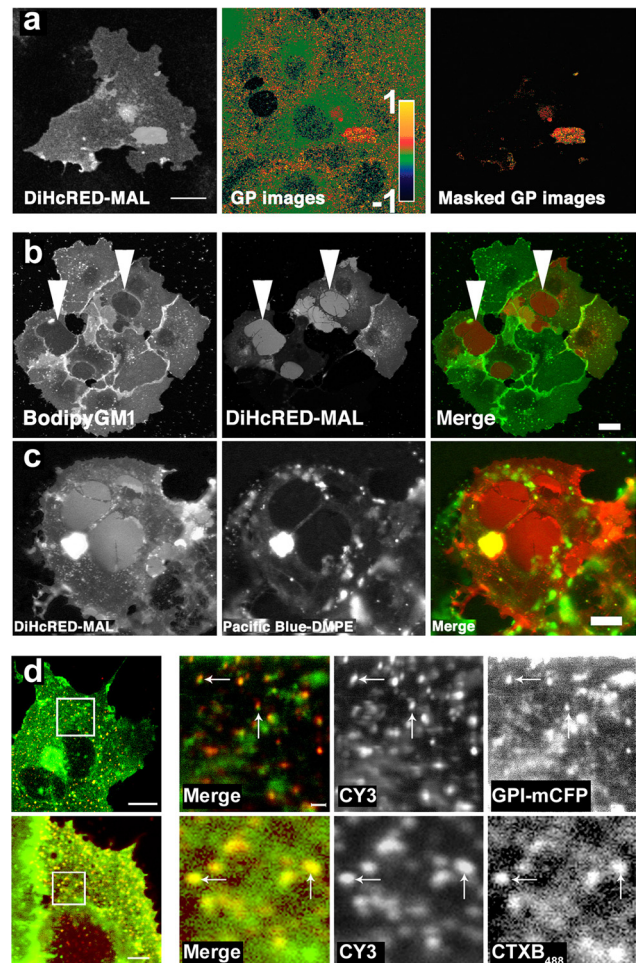 a
1
-1
DiHcRED-MAL
GP images
Masked GP images
b
BodipyGM1
DiHcRED-MAL
Merge
c
DiHcRED-MAL
Pacific Blue-DMPE
Merge
d
Merge
CY3
GPI-mCFP
Merge
CY3
CTXB488